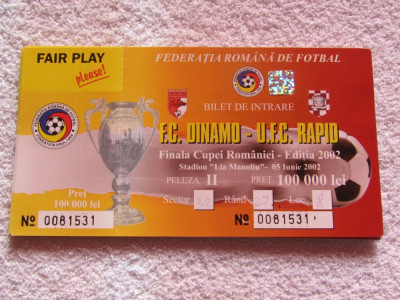 FAIR PLAY
please!
Preț
100 000 lei
№ 0081531
FEDERAȚIA ROMÂNĂ DE FOTBAL
BILET DE INTRARE
F.C. DINAMO - U.F.C. RAPID
Finala Cupei României - Ediția 2002
Stadion "Lia Manoliu"- 05 Iunie 2002
PELUZA II PREȚ 100 000 lei
Sector Rând Loc
№ 0081531